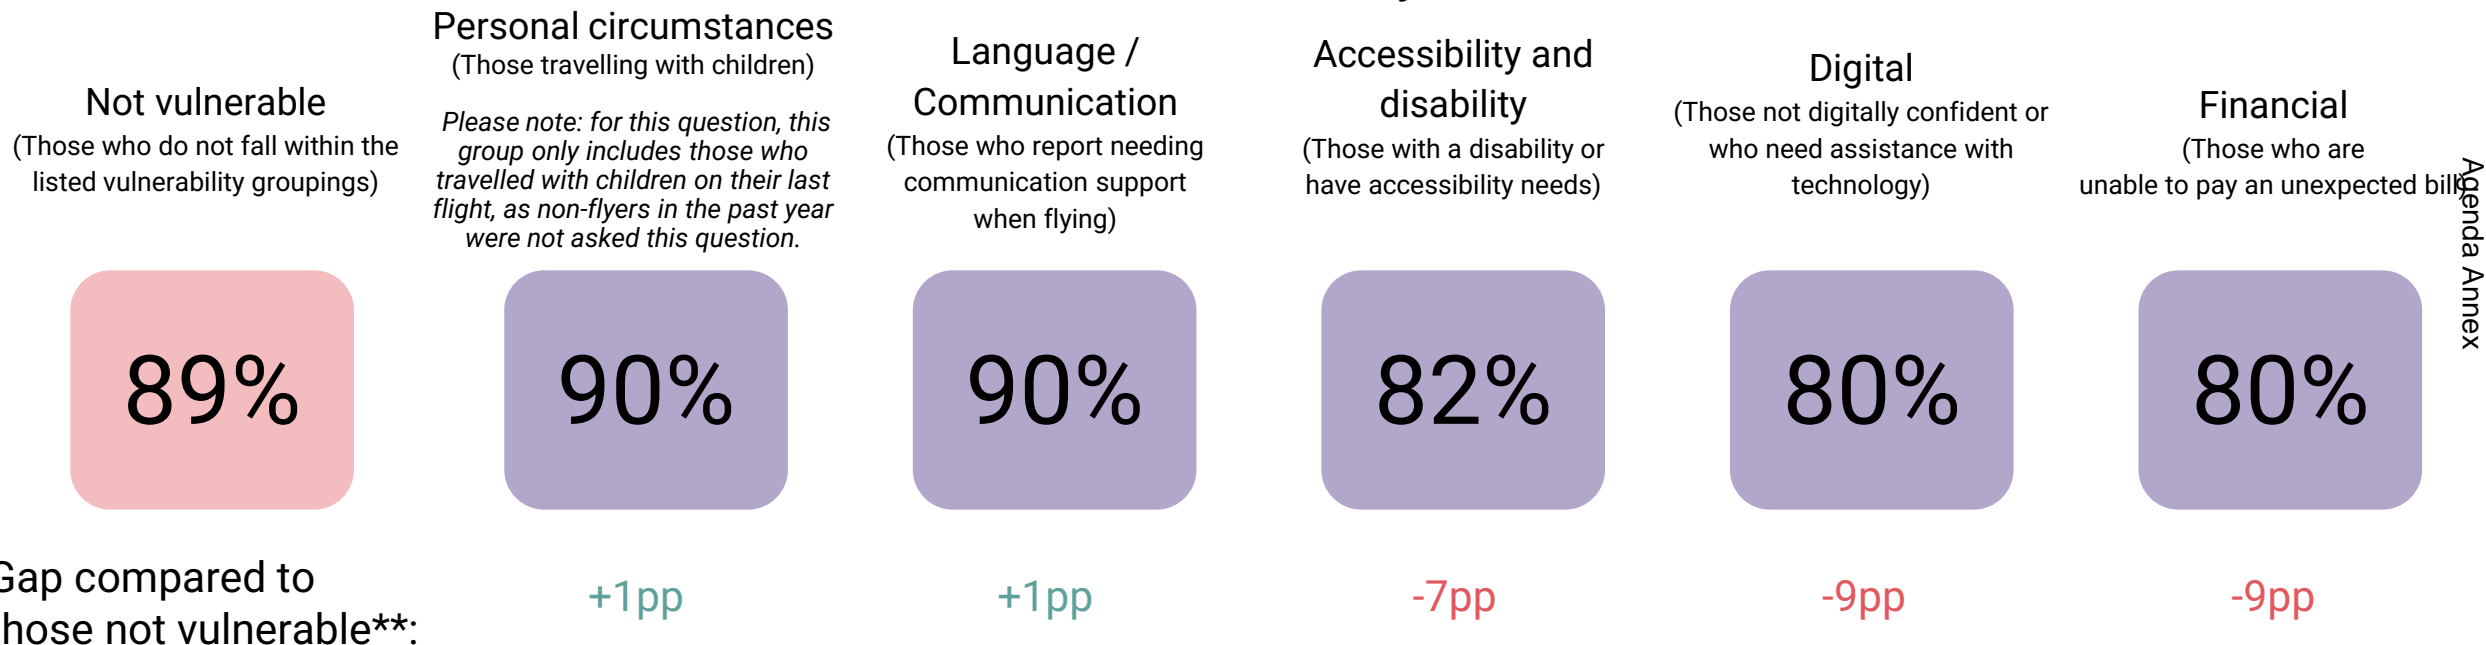 Not vulnerable
(Those who do not fall within the
listed vulnerability groupings)
Personal circumstances
(Those travelling with children)
Please note: for this question, this
group only includes those who
travelled with children on their last
flight, as non-flyers in the past year
were not asked this question.
Language /
Communication
(Those who report needing
communication support
when flying)
Accessibility and
disability
(Those with a disability or
have accessibility needs)
Digital
(Those not digitally confident or
who need assistance with
technology)
Financial
(Those who are
unable to pay an unexpected bill)
Agenda Annex
89%
90%
90%
82%
80%
80%
Gap compared to
hose not vulnerable**:
+1pp
+1pp
-7pp
-9pp
-9pp